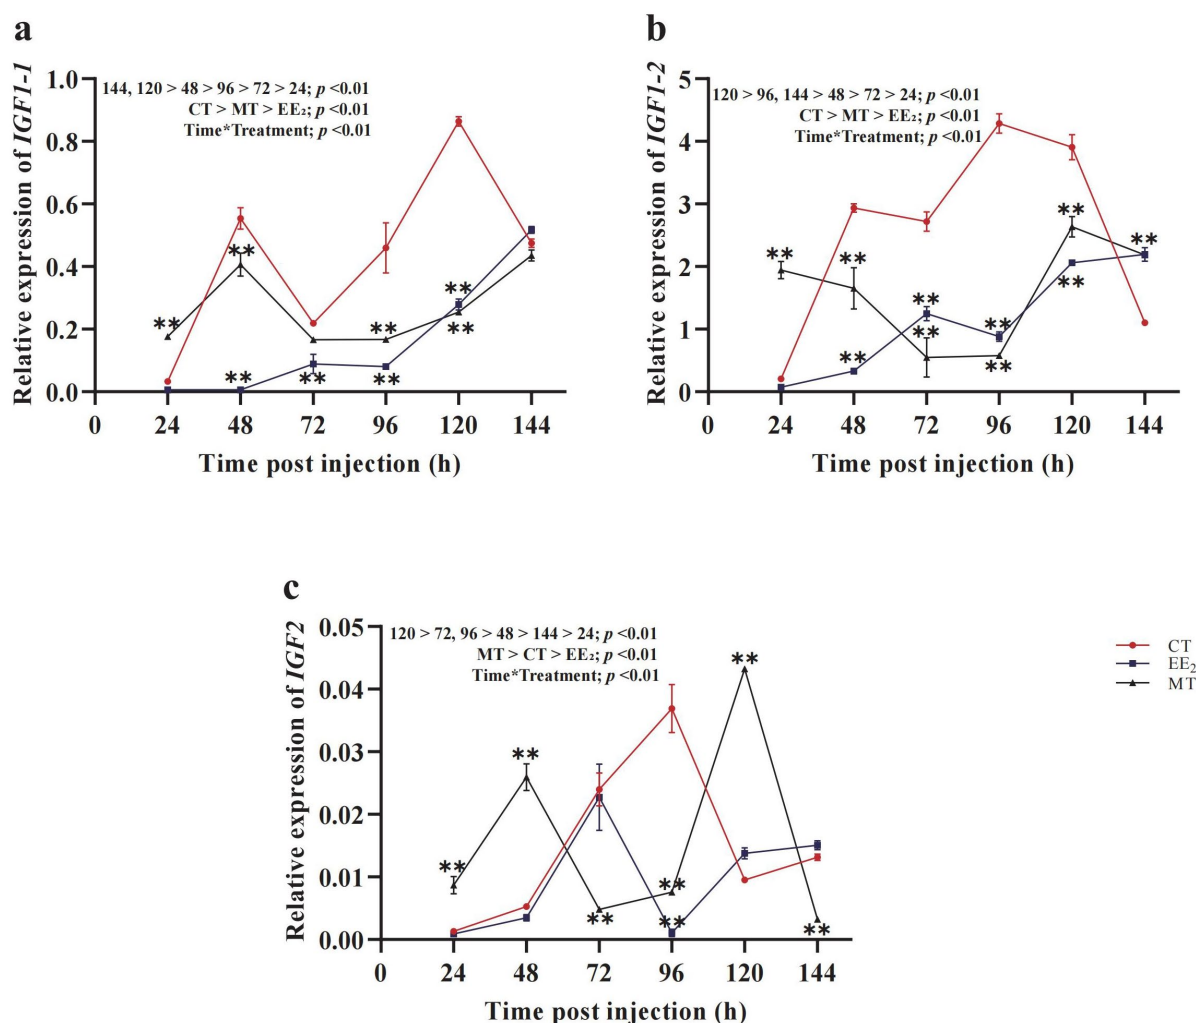 a
144, 120 > 48 > 96 > 72 > 24; p <0.01
CT > MT > EE₂; p <0.01
Time*Treatment; p <0.01
Relative expression of IGF1-1
1.0
0.8
0.6
0.4
0.2
0.0
** ** ** ** ** ** ** **
0 24 48 72 96 120 144
Time post injection (h)
b
120 > 96, 144 > 48 > 72 > 24; p <0.01
CT > MT > EE₂; p <0.01
Time*Treatment; p <0.01
Relative expression of IGF1-2
5
4
3
2
1
0
** ** ** ** ** ** ** ** ** **
0 24 48 72 96 120 144
Time post injection (h)
c
120 > 72, 96 > 48 > 144 > 24; p <0.01
MT > CT > EE₂; p <0.01
Time*Treatment; p <0.01
Relative expression of IGF2
0.05
0.04
0.03
0.02
0.01
0.00
** ** ** ** ** ** **
0 24 48 72 96 120 144
Time post injection (h)
CT
EE₂
MT